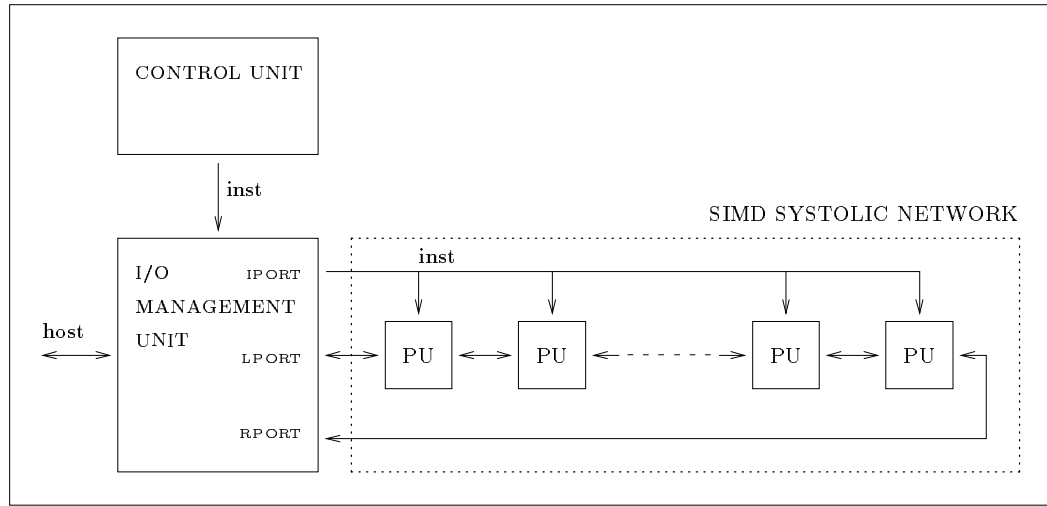 CONTROL UNIT
inst
SIMD SYSTOLIC NETWORK
I/O
IPORT
inst
MANAGEMENT
host
UNIT
LPORT
PU
PU
PU
PU
RPORT